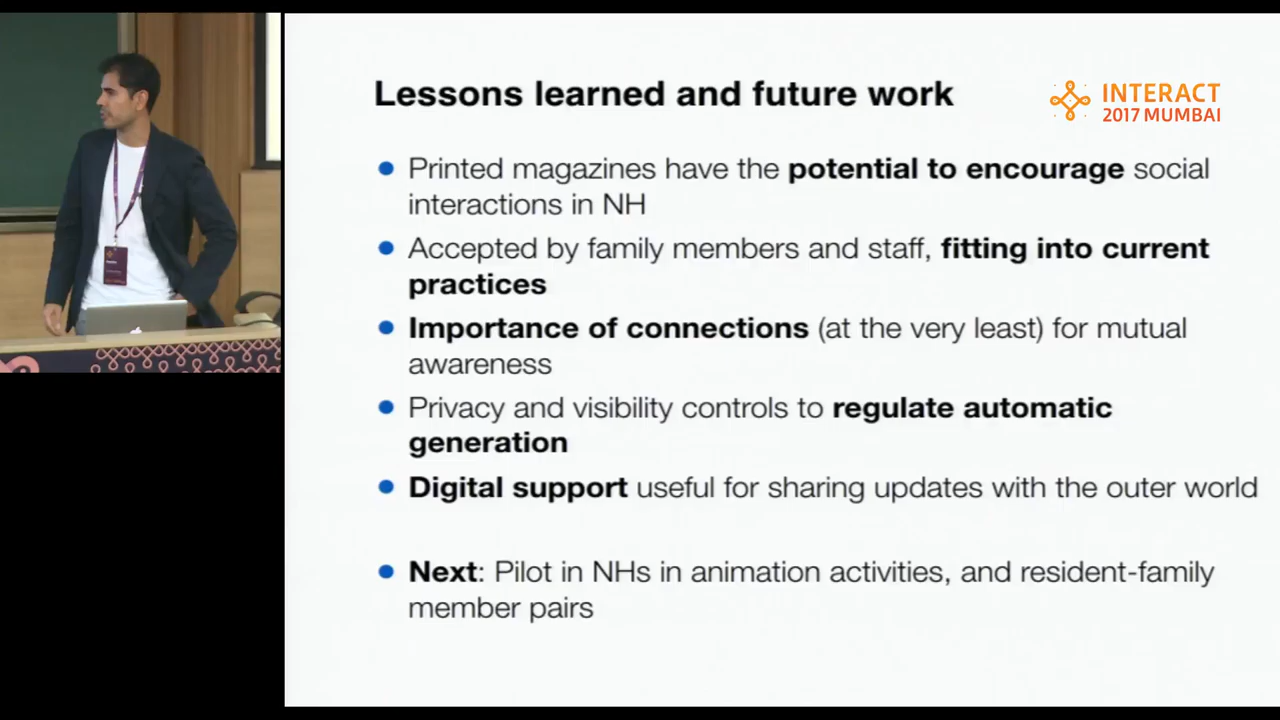 Lessons learned and future work
INTERACT
2017 MUMBAI
Printed magazines have the potential to encourage social
interactions in NH
Accepted by family members and staff, fitting into current
practices
Importance of connections (at the very least) for mutual
awareness
Privacy and visibility controls to regulate automatic
generation
Digital support useful for sharing updates with the outer world
Next: Pilot in NHs in animation activities, and resident-family
member pairs